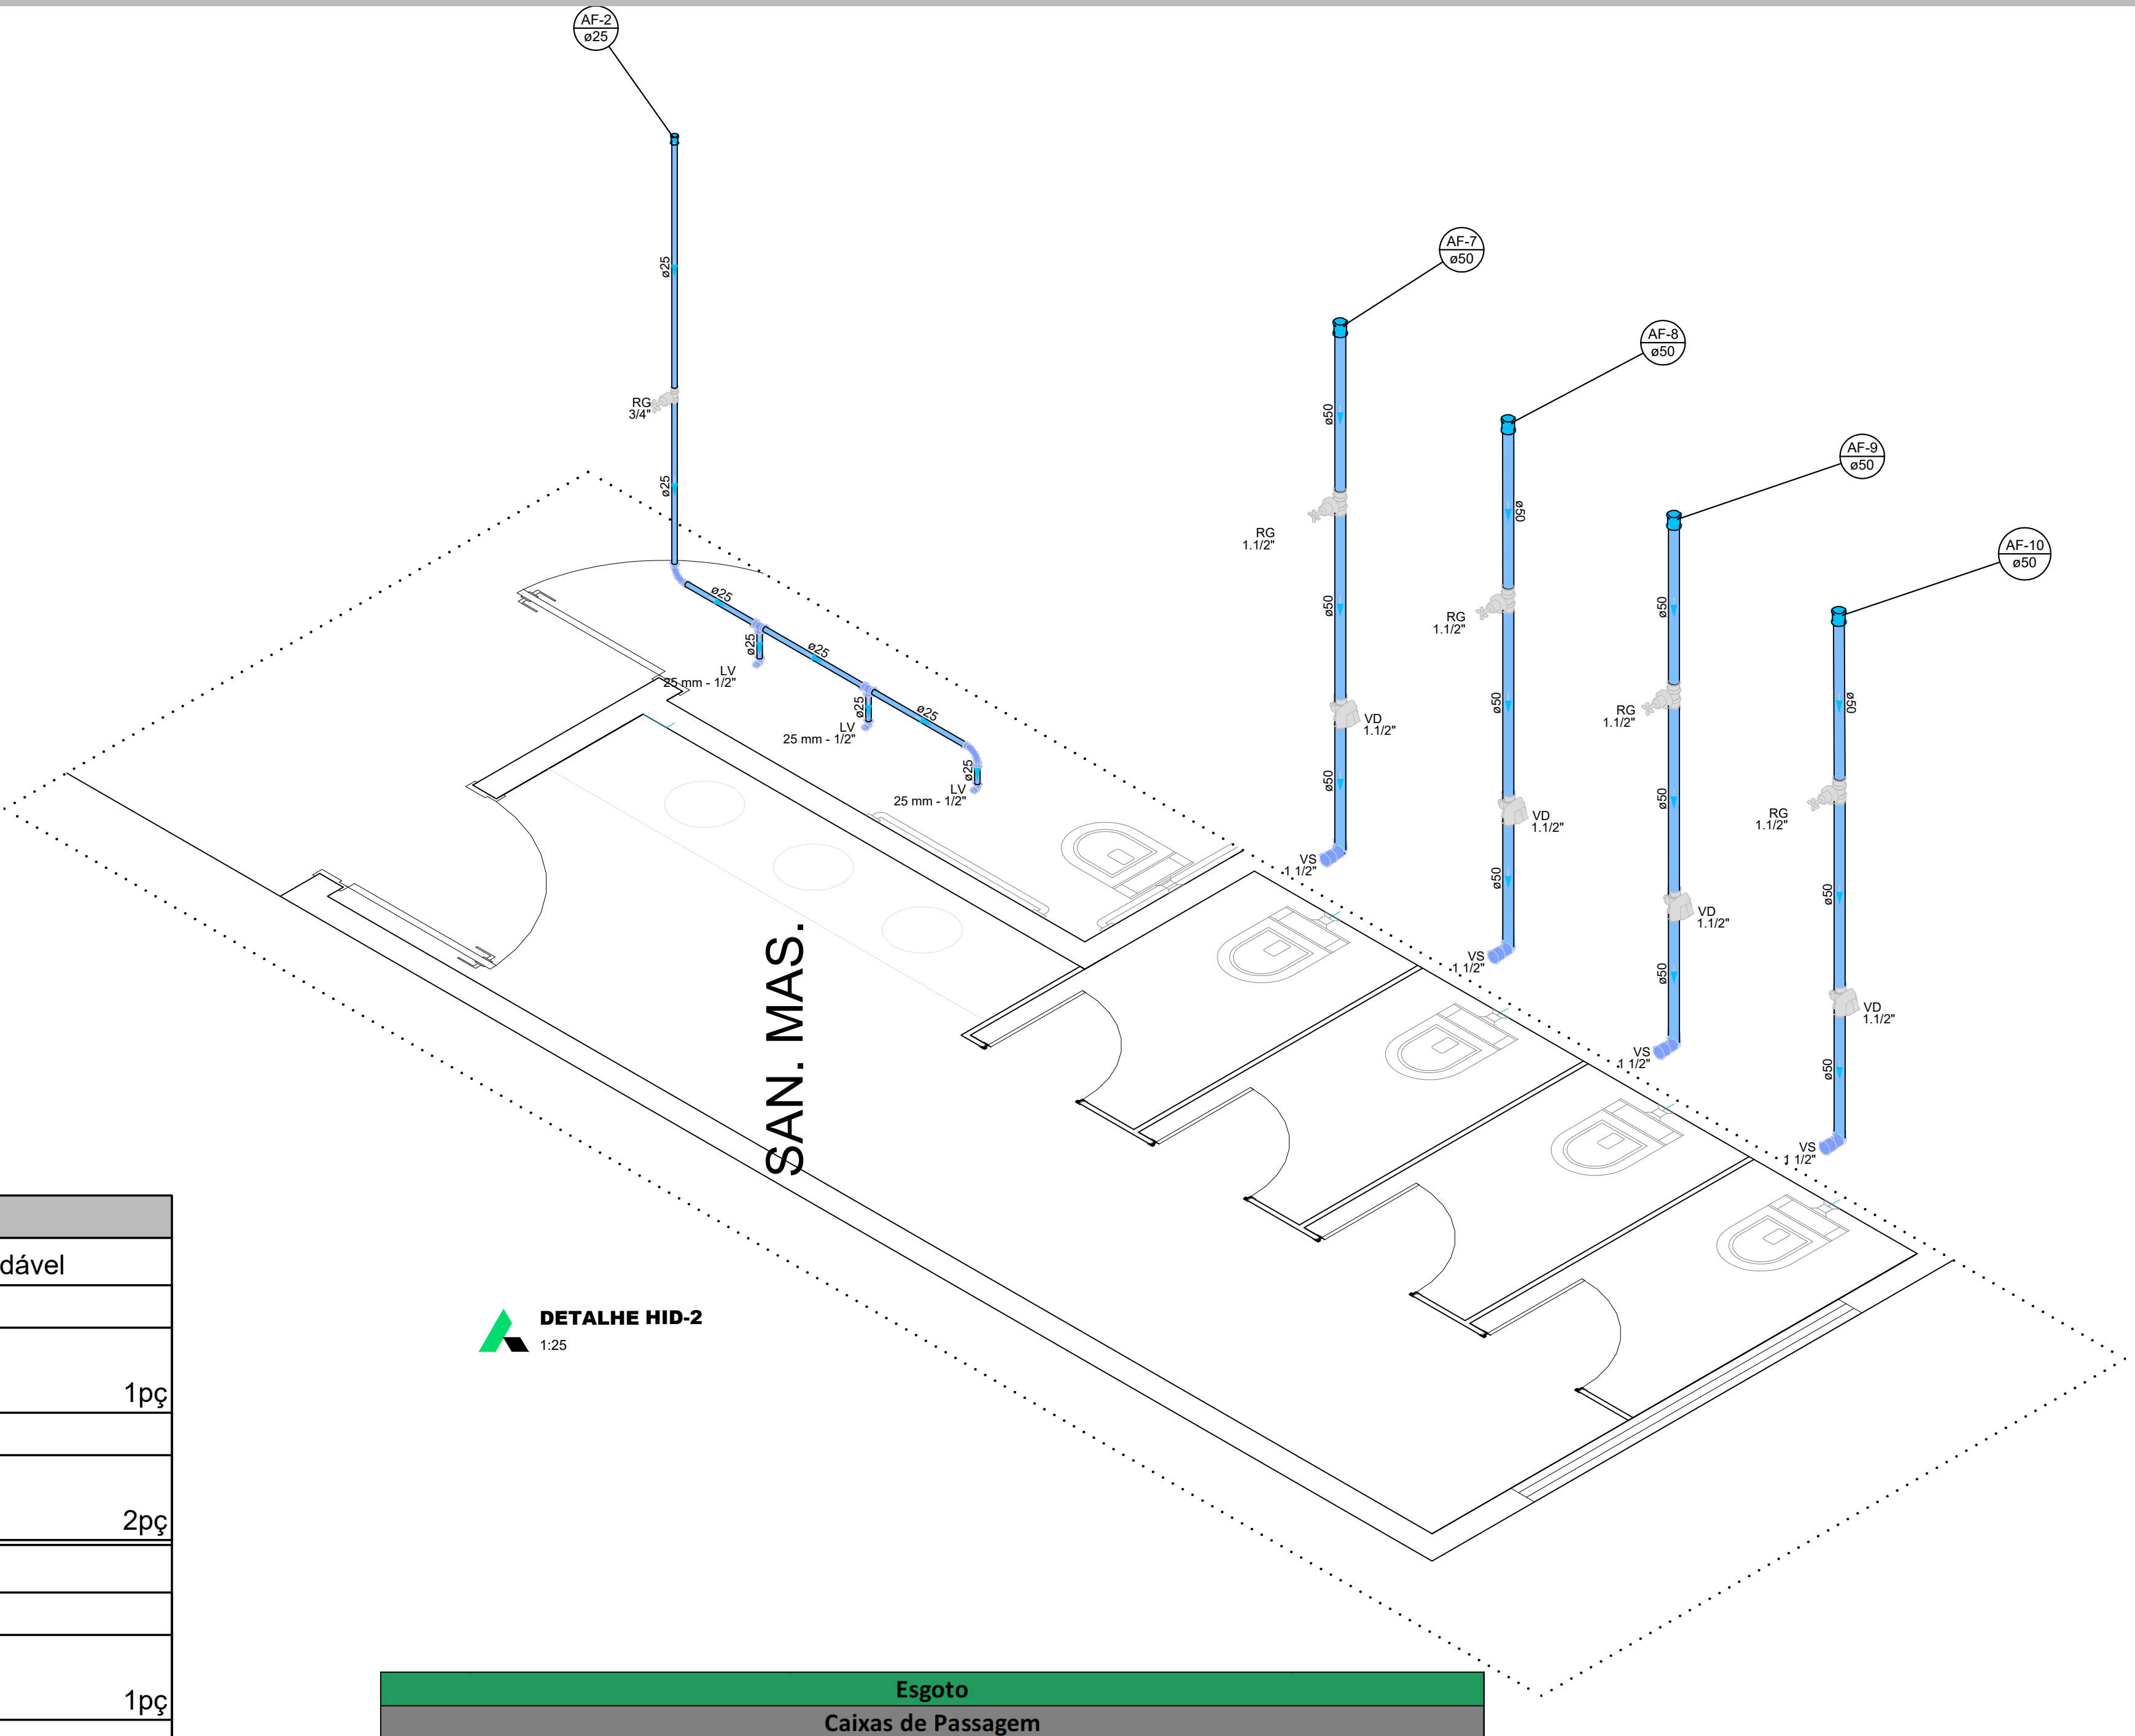 AF-2
ø25
ø25
RG
3/4"
ø25
ø25
ø25
LV
25 mm - 1/2"
ø25
ø25
LV
25 mm - 1/2"
ø25
ø25
LV
25 mm - 1/2"
AF-7
ø50
ø50
RG
1.1/2"
ø50
VD
1.1/2"
ø50
VS
1 1/2"
AF-8
ø50
ø50
RG
1.1/2"
ø50
VD
1.1/2"
ø50
VS
1 1/2"
AF-9
ø50
ø50
RG
1.1/2"
ø50
VD
1.1/2"
ø50
VS
1 1/2"
AF-10
ø50
ø50
RG
1.1/2"
ø50
VD
1.1/2"
ø50
VS
1 1/2"
SAN. MAS.
dável
1pç
2pç
1pç
DETALHE HID-2
1:25
Esgoto
Caixas de Passagem